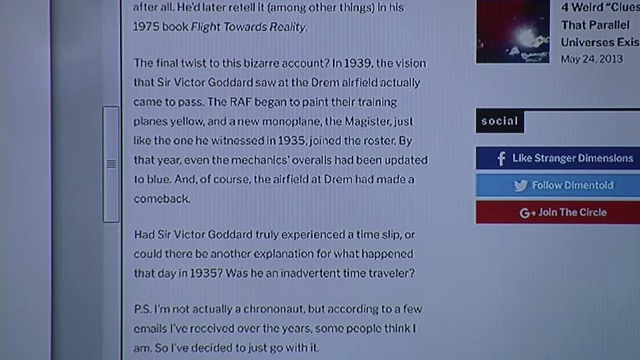 after all. He'd later retell it (among other things) in his
1975 book Flight Towards Reality.
The final twist to this bizarre account? In 1939, the vision
that Sir Victor Goddard saw at the Drem airfield actually
came to pass. The RAF began to paint their training
planes yellow, and a new monoplane, the Magister, just
like the one he witnessed in 1935, joined the roster. By
that year, even the mechanics' overalls had been updated
to blue. And, of course, the airfield at Drem had made a
comeback.
Had Sir Victor Goddard truly experienced a time slip, or
could there be another explanation for what happened
that day in 1935? Was he an inadvertent time traveler?
P.S. I'm not actually a chrononaut, but according to a few
emails I've received over the years, some people think I
am. So I've decided to just go with it.
4 Weird "Clues
That Parallel
Universes Exis
May 24, 2013
social
f Like Stranger Dimensions
Follow Dimentoid
G+ Join The Circle